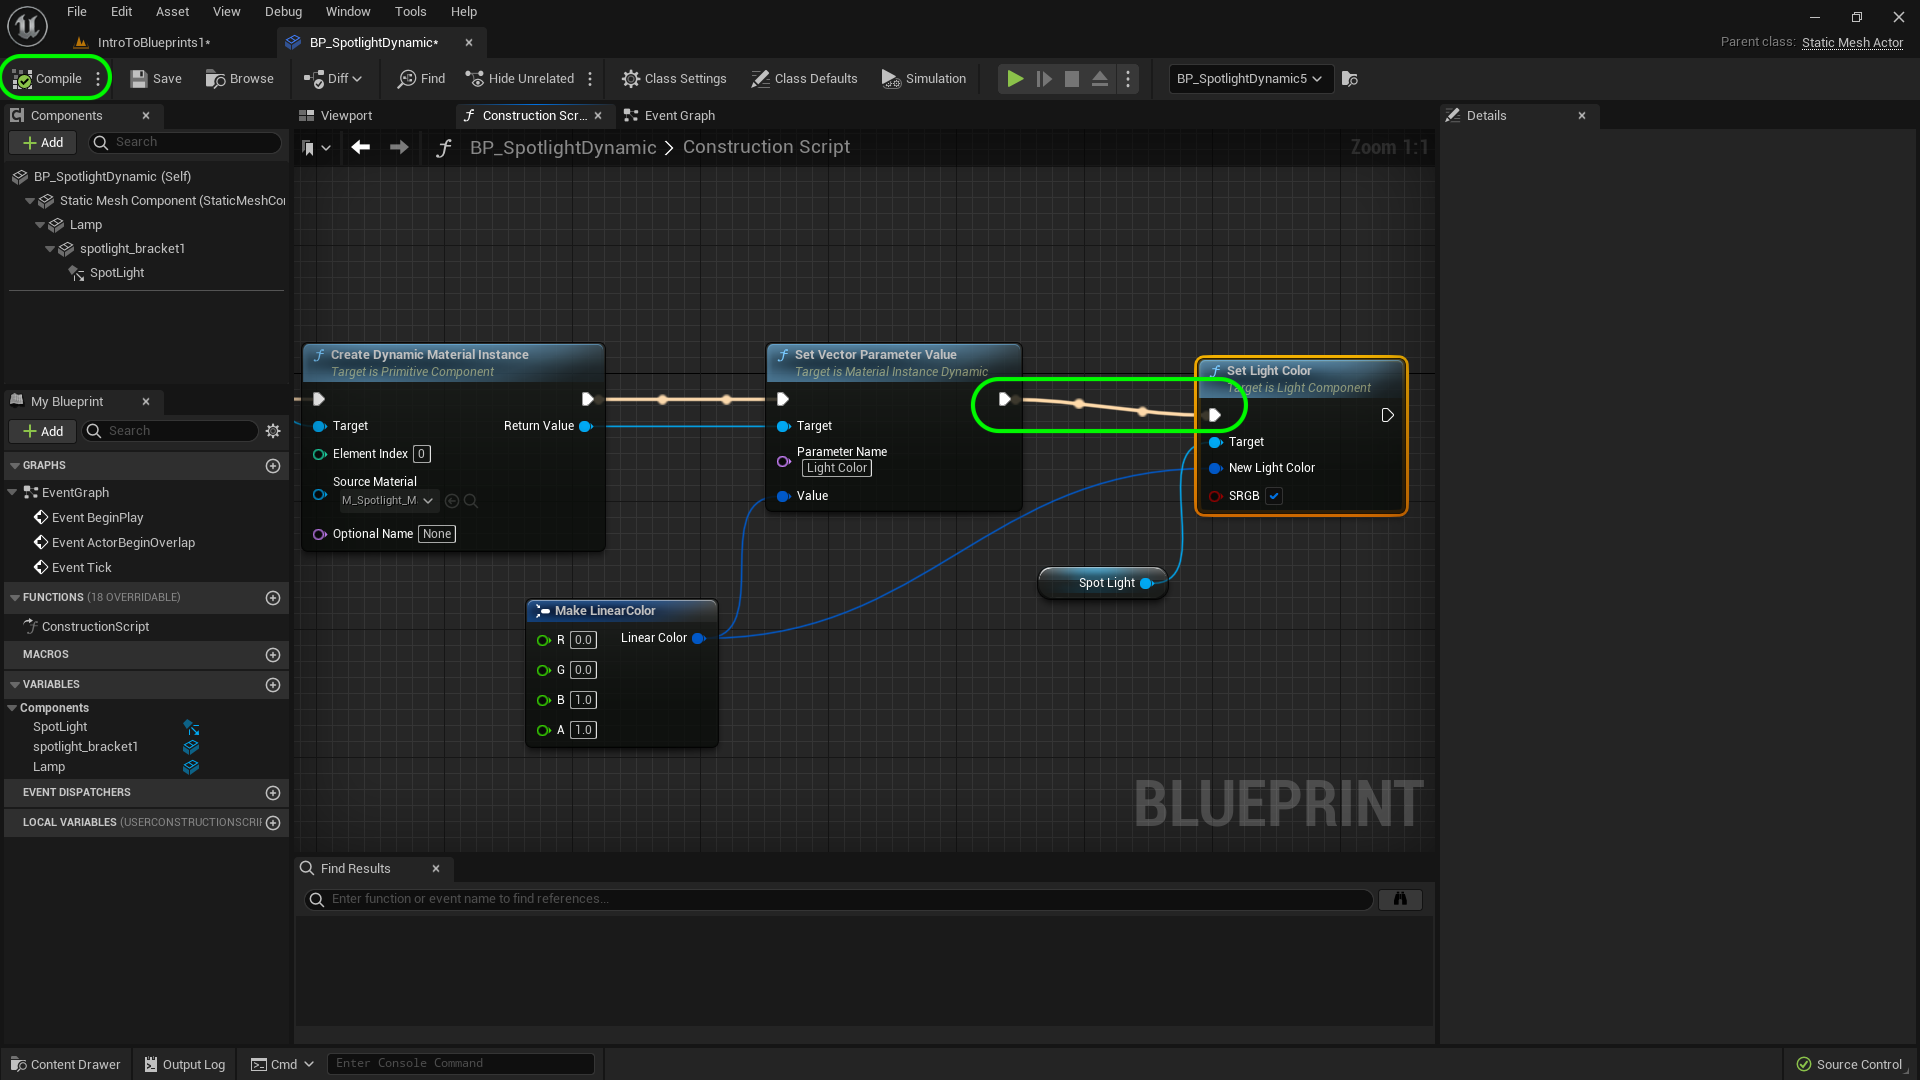 File Edit Asset View Debug Window Tools Help
IntroToBlueprints1*
BP_SpotlightDynamic*
Parent class: Static Mesh Actor
Compile Save Browse Diff Find Hide Unrelated Class Settings Class Defaults Simulation BP_SpotlightDynamic5
Components Viewport Construction Scr... Event Graph Details
Add Search
BP_SpotlightDynamic > Construction Script
Zoom 1:1
BP_SpotlightDynamic (Self)
Static Mesh Component (StaticMeshCo
Lamp
spotlight_bracket1
SpotLight
My Blueprint
Add Search
GRAPHS
EventGraph
Event BeginPlay
Event ActorBeginOverlap
Event Tick
FUNCTIONS (18 OVERRIDABLE)
ConstructionScript
MACROS
VARIABLES
Components
SpotLight
spotlight_bracket1
Lamp
EVENT DISPATCHERS
LOCAL VARIABLES (USERCONSTRUCTIONSCRIP
Create Dynamic Material Instance
Target is Primitive Component
Target Return Value
Element Index 0
Source Material
M_Spotlight_M
Optional Name None
Set Vector Parameter Value
Target is Material Instance Dynamic
Target
Parameter Name
Light Color
Value
Set Light Color
Target is Light Component
Target
New Light Color
SRGB
Spot Light
Make LinearColor
R 0.0 Linear Color
G 0.0
B 1.0
A 1.0
BLUEPRINT
Find Results
Enter function or event name to find references...
Content Drawer Output Log Cmd Enter Console Command Source Control